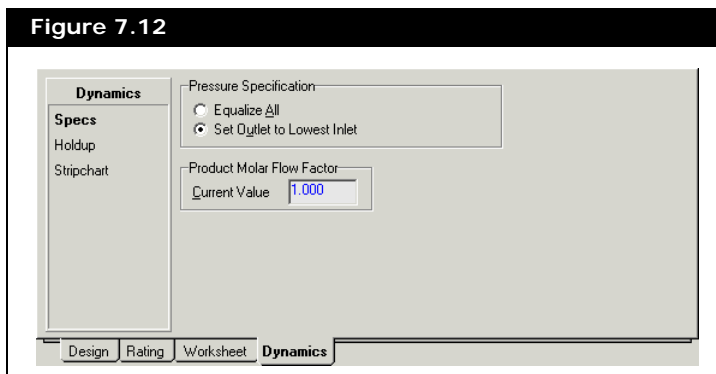 Figure 7.12
Dynamics
Specs
Holdup
Stripchart
Pressure Specification
Equalize All
Set Outlet to Lowest Inlet
Product Molar Flow Factor
Current Value 1.000
Design Rating Worksheet Dynamics